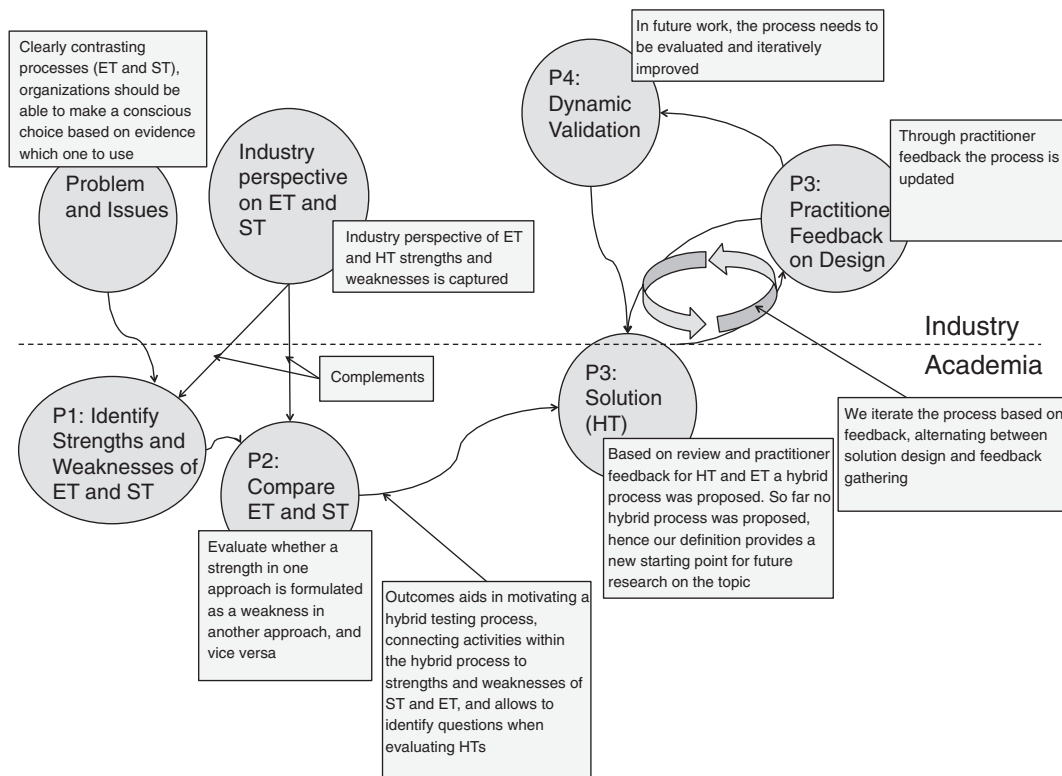 Clearly contrasting
processes (ET and ST),
organizations should be
able to make a conscious
choice based on evidence
which one to use
Problem
and Issues
Industry
perspective
on ET and
ST
Industry perspective of ET
and HT strengths and
weaknesses is captured
In future work, the process needs to
be evaluated and iteratively
improved
P4:
Dynamic
Validation
Through practitioner
feedback the process is
updated
P3:
Practitione
Feedback
on Design
Industry
Academia
Complements
P1: Identify
Strengths and
Weaknesses of
ET and ST
P2:
Compare
ET and ST
Evaluate whether a
strength in one
approach is formulated
as a weakness in
another approach, and
vice versa
Outcomes aids in motivating a
hybrid testing process,
connecting activities within
the hybrid process to
strengths and weaknesses of
ST and ET, and allows to
identify questions when
evaluating HTs
P3:
Solution
(HT)
Based on review and practitioner
feedback for HT and ET a hybrid
process was proposed. So far no
hybrid process was proposed,
hence our definition provides a
new starting point for future
research on the topic
We iterate the process based on
feedback, alternating between
solution design and feedback
gathering